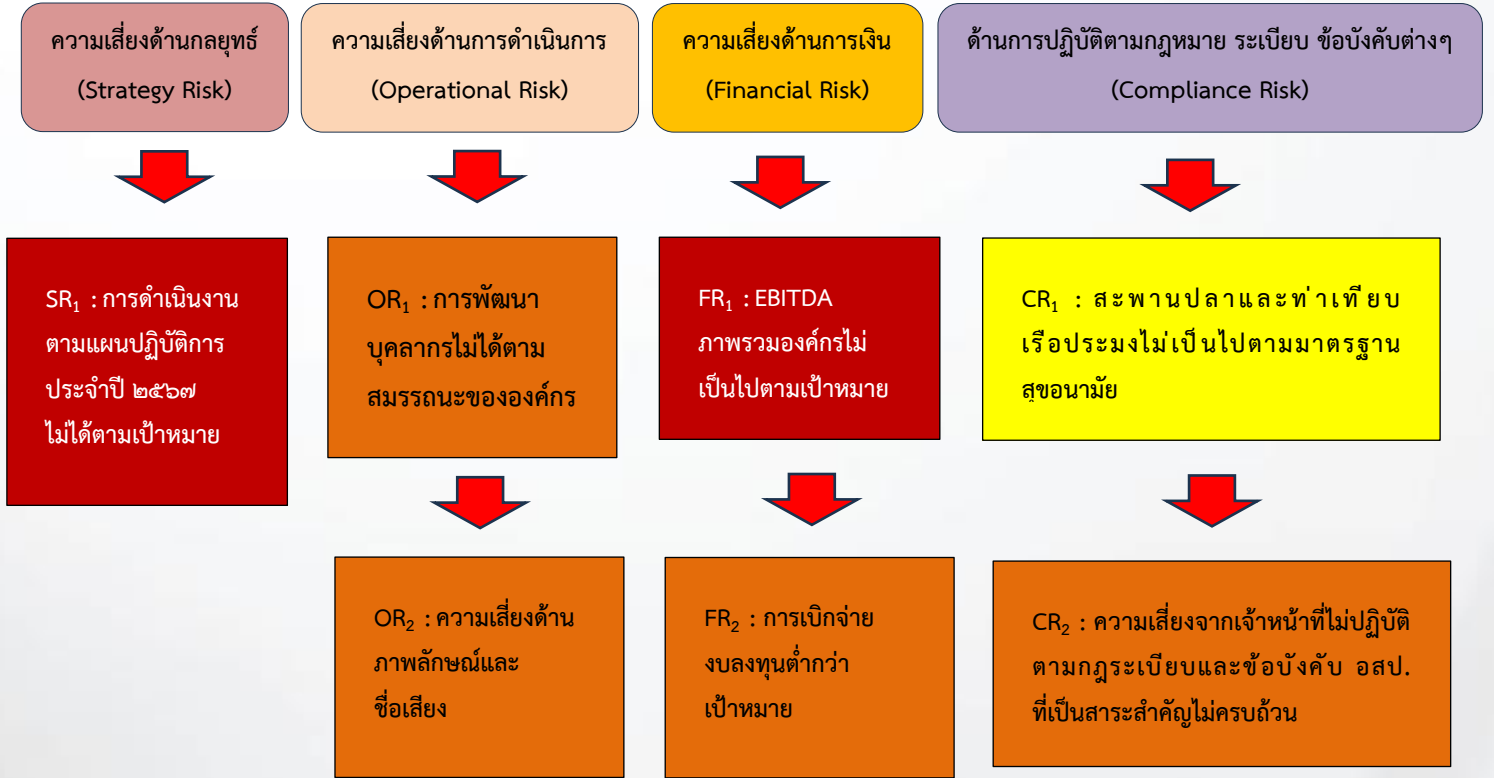 ความเสี่ยงด้านกลยุทธ์
(Strategy Risk)
ความเสี่ยงด้านการดำเนินการ
(Operational Risk)
ความเสี่ยงด้านการเงิน
(Financial Risk)
ด้านการปฏิบัติตามกฎหมาย ระเบียบ ข้อบังคับต่างๆ
(Compliance Risk)
SR₁ : การดำเนินงาน
ตามแผนปฏิบัติการ
ประจำปี ๒๕๖๗
ไม่ได้ตามเป้าหมาย
OR₁ : การพัฒนา
บุคลากรไม่ได้ตาม
สมรรถนะขององค์กร
FR₁ : EBITDA
ภาพรวมองค์กรไม่
เป็นไปตามเป้าหมาย
CR₁ : สะพานปลาและท่าเทียบ
เรือประมงไม่เป็นไปตามมาตรฐาน
สุขอนามัย
OR₂ : ความเสี่ยงด้าน
ภาพลักษณ์และ
ชื่อเสียง
FR₂ : การเบิกจ่าย
งบลงทุนต่ำกว่า
เป้าหมาย
CR₂ : ความเสี่ยงจากเจ้าหน้าที่ไม่ปฏิบัติ
ตามกฎระเบียบและข้อบังคับ อสป.
ที่เป็นสาระสำคัญไม่ครบถ้วน